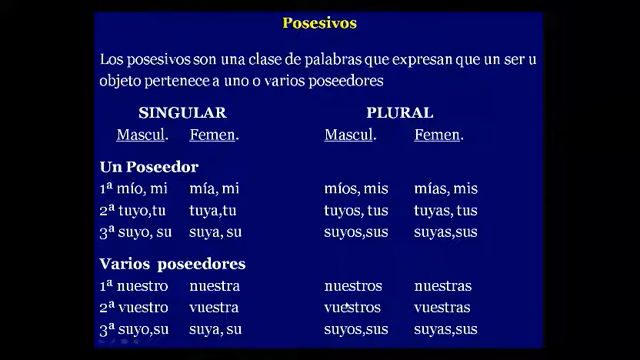 Posesivos
Los posesivos son una clase de palabras que expresan que un ser u
objeto pertenece a uno o varios poseedores
SINGULAR PLURAL
Mascul. Femen. Mascul. Femen.
Un Poseedor
1ª mío, mi mía, mi míos, mis mías, mis
2ª tuyo,tu tuya,tu tuyos, tus tuyas, tus
3ª suyo, su suya, su suyos,sus suyas,sus
Varios poseedores
1ª nuestro nuestra nuestros nuestras
2ª vuestro vuestra vuestros vuestras
3ª suyo,su suya, su suyos,sus suyas,sus